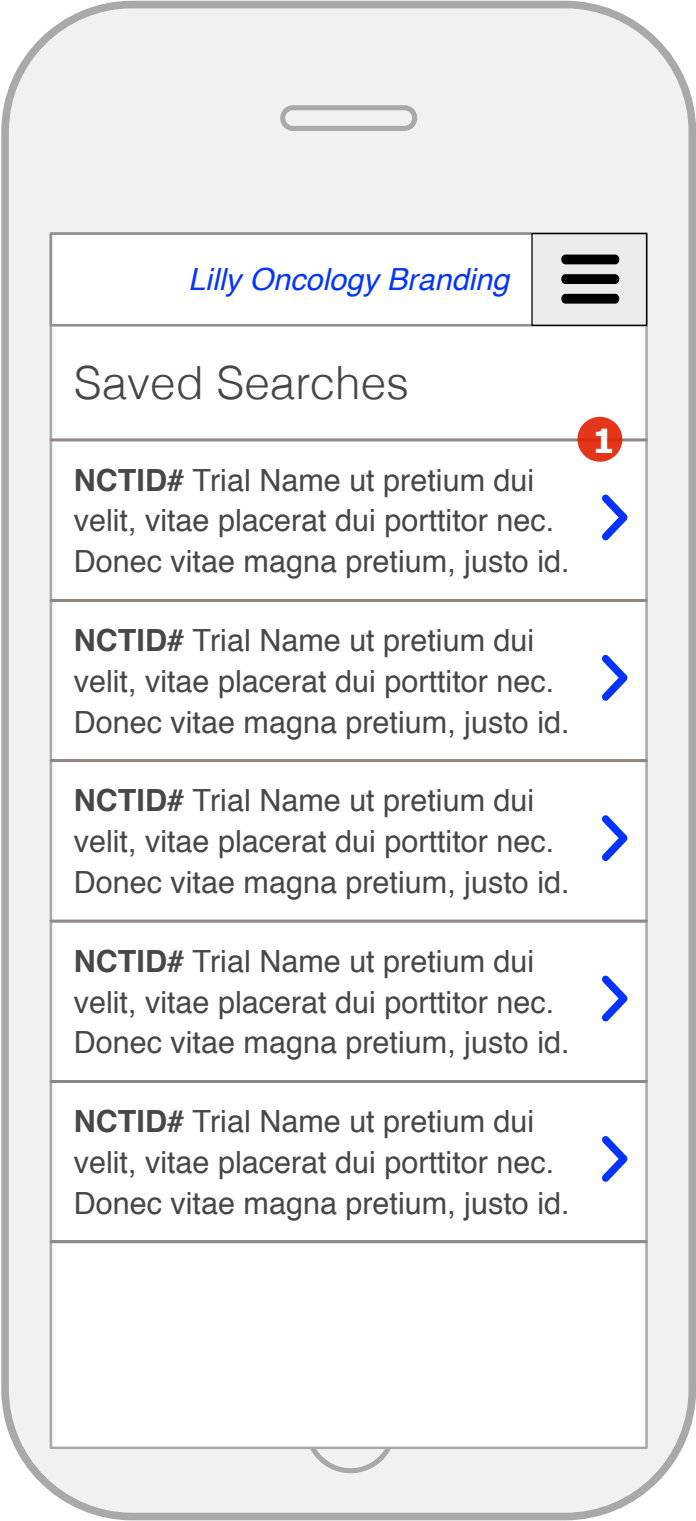 Lilly Oncology Branding
Saved Searches
1
NCTID# Trial Name ut pretium dui
velit, vitae placerat dui porttitor nec.
Donec vitae magna pretium, justo id.
NCTID# Trial Name ut pretium dui
velit, vitae placerat dui porttitor nec.
Donec vitae magna pretium, justo id.
NCTID# Trial Name ut pretium dui
velit, vitae placerat dui porttitor nec.
Donec vitae magna pretium, justo id.
NCTID# Trial Name ut pretium dui
velit, vitae placerat dui porttitor nec.
Donec vitae magna pretium, justo id.
NCTID# Trial Name ut pretium dui
velit, vitae placerat dui porttitor nec.
Donec vitae magna pretium, justo id.